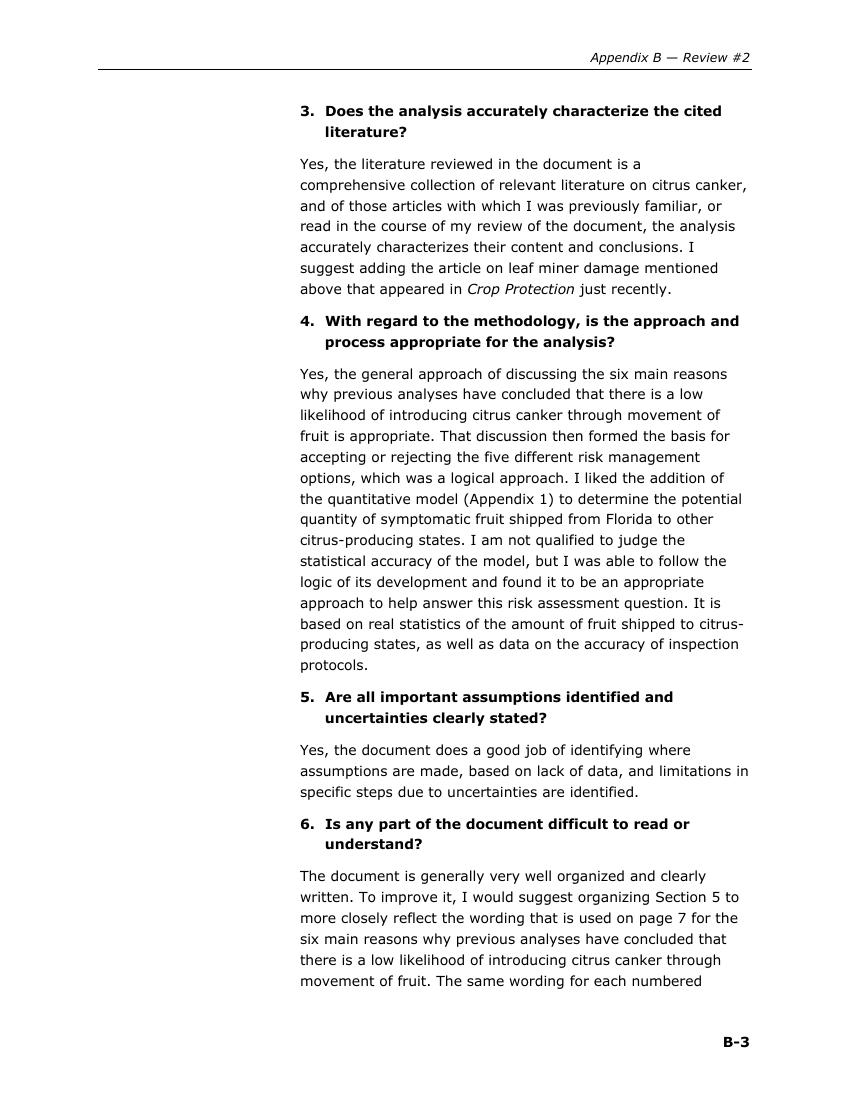 Appendix B — Review #2
3. Does the analysis accurately characterize the cited
literature?
Yes, the literature reviewed in the document is a
comprehensive collection of relevant literature on citrus canker,
and of those articles with which I was previously familiar, or
read in the course of my review of the document, the analysis
accurately characterizes their content and conclusions. I
suggest adding the article on leaf miner damage mentioned
above that appeared in Crop Protection just recently.
4. With regard to the methodology, is the approach and
process appropriate for the analysis?
Yes, the general approach of discussing the six main reasons
why previous analyses have concluded that there is a low
likelihood of introducing citrus canker through movement of
fruit is appropriate. That discussion then formed the basis for
accepting or rejecting the five different risk management
options, which was a logical approach. I liked the addition of
the quantitative model (Appendix 1) to determine the potential
quantity of symptomatic fruit shipped from Florida to other
citrus-producing states. I am not qualified to judge the
statistical accuracy of the model, but I was able to follow the
logic of its development and found it to be an appropriate
approach to help answer this risk assessment question. It is
based on real statistics of the amount of fruit shipped to citrus-
producing states, as well as data on the accuracy of inspection
protocols.
5. Are all important assumptions identified and
uncertainties clearly stated?
Yes, the document does a good job of identifying where
assumptions are made, based on lack of data, and limitations in
specific steps due to uncertainties are identified.
6. Is any part of the document difficult to read or
understand?
The document is generally very well organized and clearly
written. To improve it, I would suggest organizing Section 5 to
more closely reflect the wording that is used on page 7 for the
six main reasons why previous analyses have concluded that
there is a low likelihood of introducing citrus canker through
movement of fruit. The same wording for each numbered
B-3